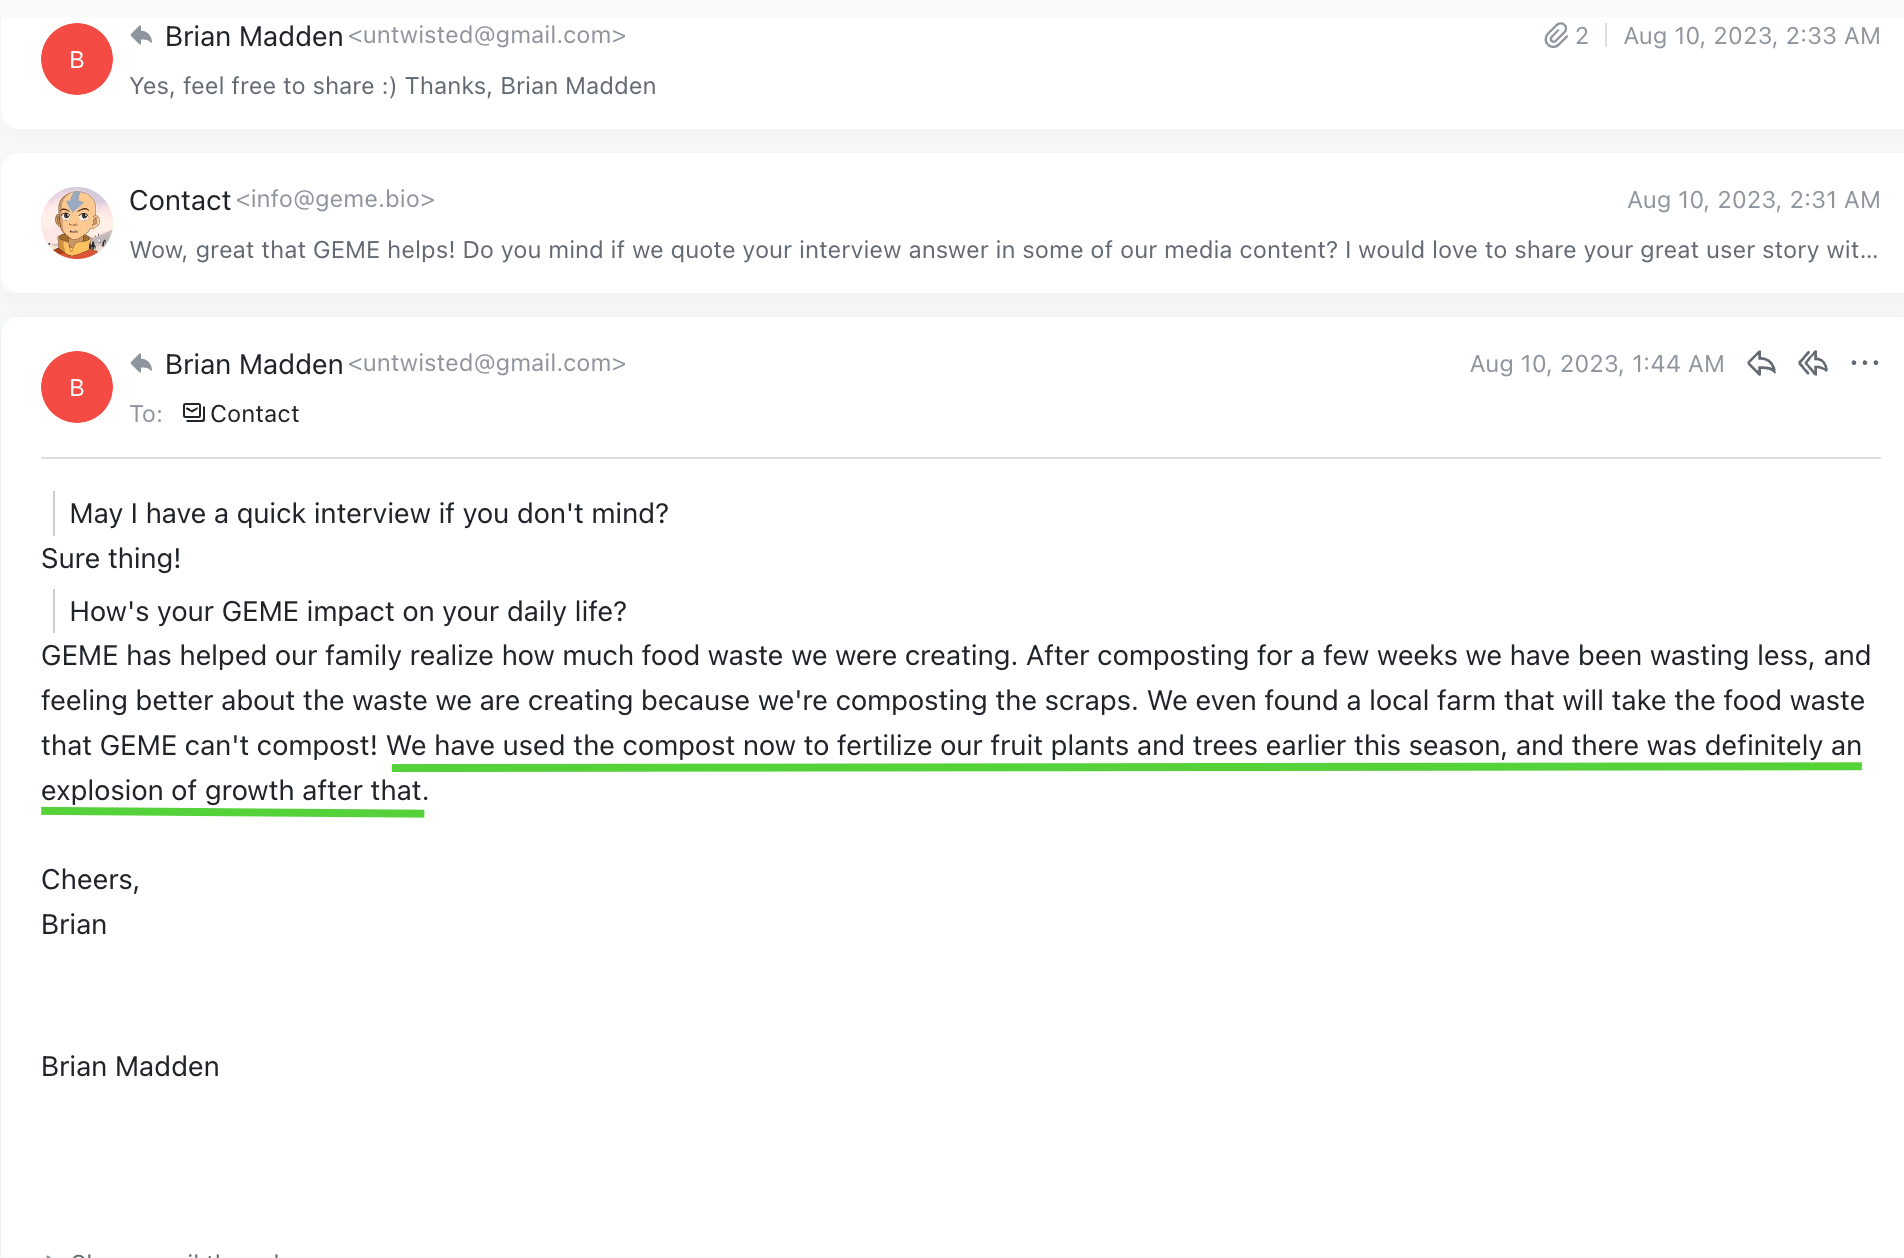 B
Brian Madden <untwisted@gmail.com>
2
Aug 10, 2023, 2:33 AM
Yes, feel free to share :) Thanks, Brian Madden
Contact <info@geme.bio>
Aug 10, 2023, 2:31 AM
Wow, great that GEME helps! Do you mind if we quote your interview answer in some of our media content? I would love to share your great user story wit...
B
Brian Madden <untwisted@gmail.com>
Aug 10, 2023, 1:44 AM
To: Contact
May I have a quick interview if you don't mind?
Sure thing!
How's your GEME impact on your daily life?
GEME has helped our family realize how much food waste we were creating. After composting for a few weeks we have been wasting less, and
feeling better about the waste we are creating because we're composting the scraps. We even found a local farm that will take the food waste
that GEME can't compost! We have used the compost now to fertilize our fruit plants and trees earlier this season, and there was definitely an
explosion of growth after that.
Cheers,
Brian
Brian Madden